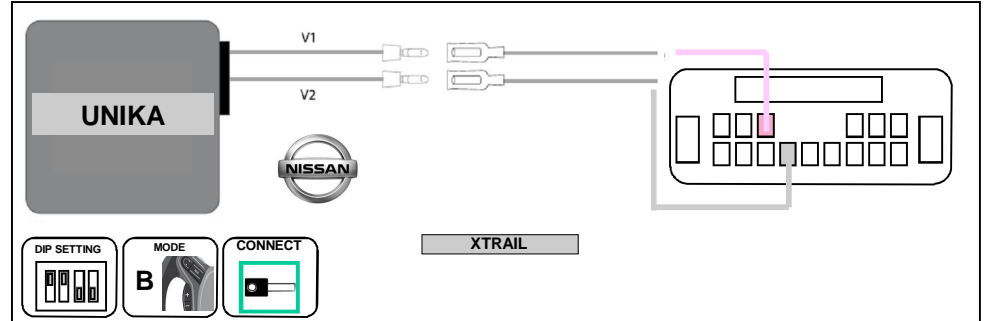 V1
V2
UNIKA
NISSAN
XTRAIL
DIP SETTING
MODE
B
CONNECT